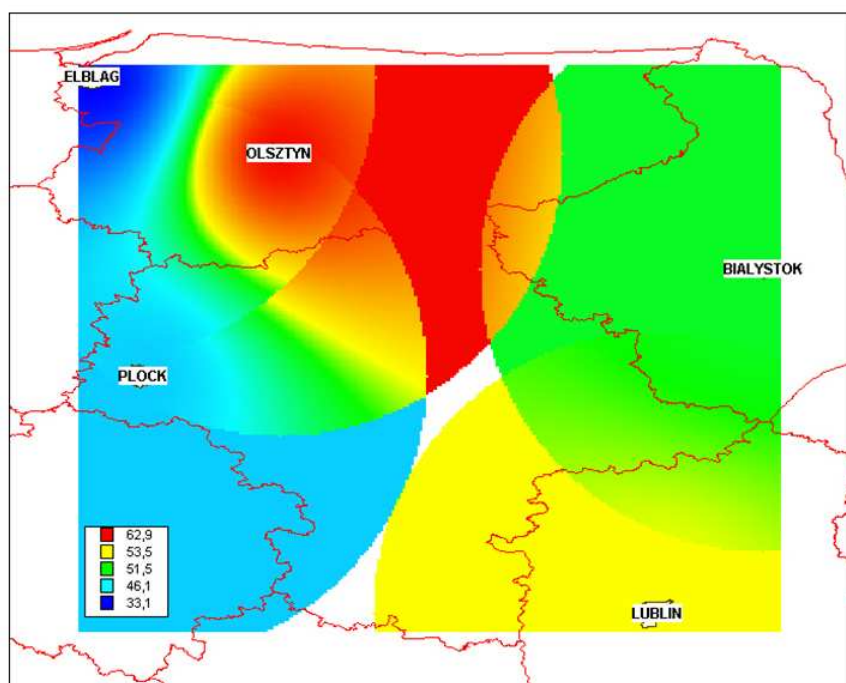 ELBLAG
OLSZTYN
BIALYSTOK
PLOCK
62,9
53,5
51,5
46,1
33,1
LUBLIN